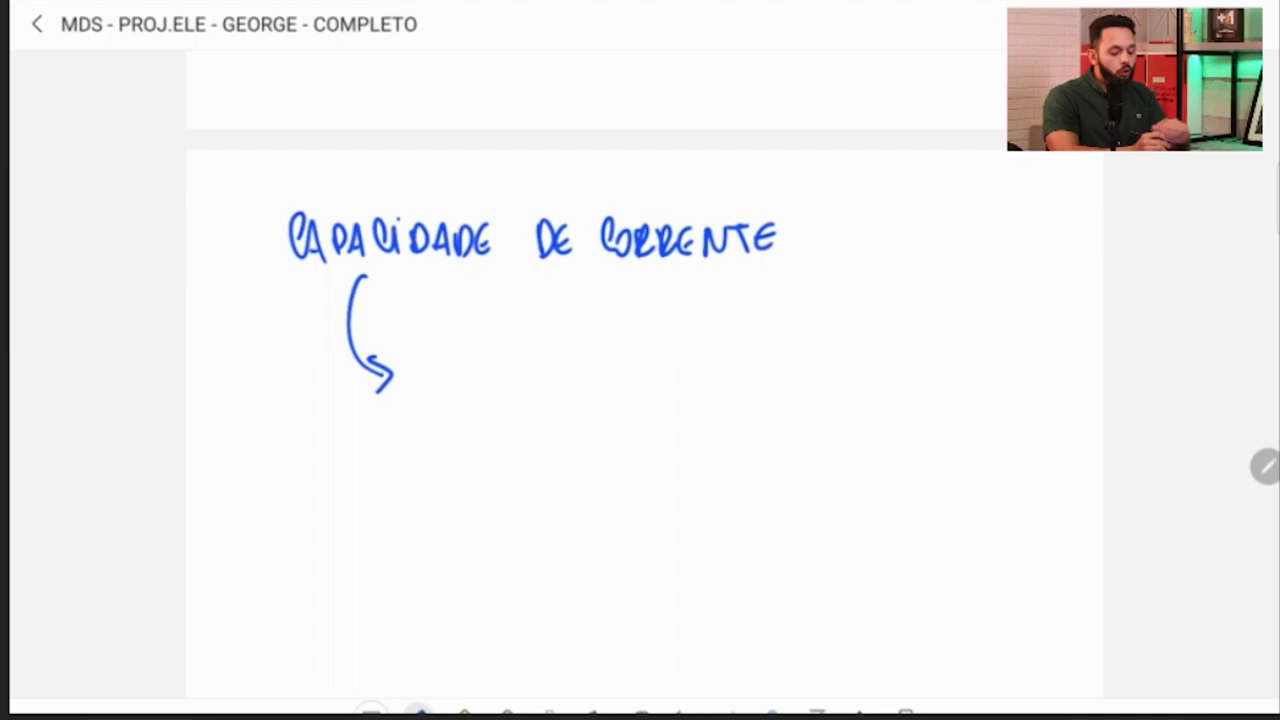 MDS - PROJ.ELE - GEORGE - COMPLETO
CAPACIDADE DE CORRENTE